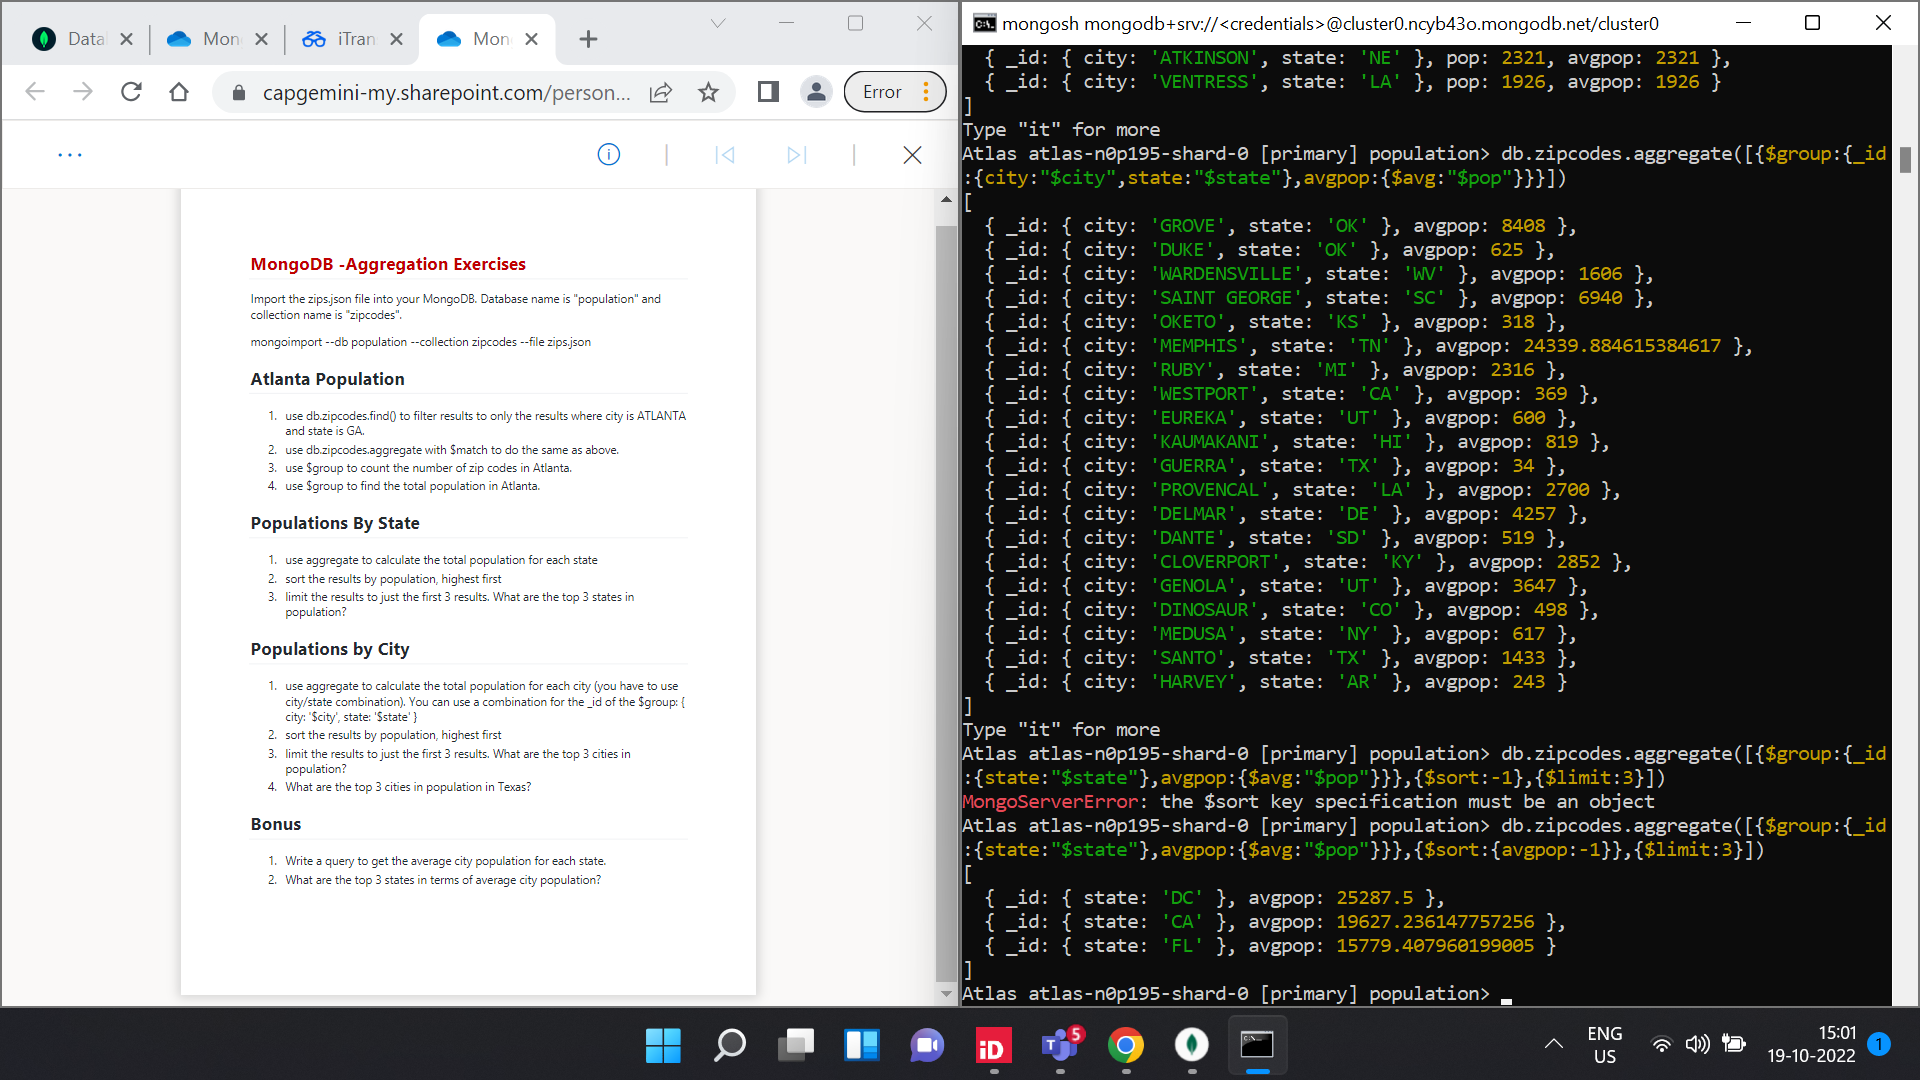 Data
Mon
iTran
Mon
capgemini-my.sharepoint.com/person...
Error
MongoDB -Aggregation Exercises
Import the zips.json file into your MongoDB. Database name is "population" and
collection name is "zipcodes".
mongoimport --db population --collection zipcodes --file zips.json
Atlanta Population
1. use db.zipcodes.find() to filter results to only the results where city is ATLANTA
and state is GA.
2. use db.zipcodes.aggregate with $match to do the same as above.
3. use $group to count the number of zip codes in Atlanta.
4. use $group to find the total population in Atlanta.
Populations By State
1. use aggregate to calculate the total population for each state
2. sort the results by population, highest first
3. limit the results to just the first 3 results. What are the top 3 states in
population?
Populations by City
1. use aggregate to calculate the total population for each city (you have to use
city/state combination). You can use a combination for the _id of the $group: {
city: '$city', state: '$state' }
2. sort the results by population, highest first
3. limit the results to just the first 3 results. What are the top 3 cities in
population?
4. What are the top 3 cities in population in Texas?
Bonus
1. Write a query to get the average city population for each state.
2. What are the top 3 states in terms of average city population?
mongosh mongodb+srv://<credentials>@cluster0.ncyb43o.mongodb.net/cluster0
{ _id: { city: 'ATKINSON', state: 'NE' }, pop: 2321, avgpop: 2321 },
{ _id: { city: 'VENTRESS', state: 'LA' }, pop: 1926, avgpop: 1926 }
]
Type "it" for more
Atlas atlas-n0p195-shard-0 [primary] population> db.zipcodes.aggregate([{$group:{_id
:{city:"$city",state:"$state"},avgpop:{$avg:"$pop"}}}])
[
{ _id: { city: 'GROVE', state: 'OK' }, avgpop: 8408 },
{ _id: { city: 'DUKE', state: 'OK' }, avgpop: 625 },
{ _id: { city: 'WARDENSVILLE', state: 'WV' }, avgpop: 1606 },
{ _id: { city: 'SAINT GEORGE', state: 'SC' }, avgpop: 6940 },
{ _id: { city: 'OKETO', state: 'KS' }, avgpop: 318 },
{ _id: { city: 'MEMPHIS', state: 'TN' }, avgpop: 24339.884615384617 },
{ _id: { city: 'RUBY', state: 'MI' }, avgpop: 2316 },
{ _id: { city: 'WESTPORT', state: 'CA' }, avgpop: 369 },
{ _id: { city: 'EUREKA', state: 'UT' }, avgpop: 600 },
{ _id: { city: 'KAUMAKANI', state: 'HI' }, avgpop: 819 },
{ _id: { city: 'GUERRA', state: 'TX' }, avgpop: 34 },
{ _id: { city: 'PROVENCAL', state: 'LA' }, avgpop: 2700 },
{ _id: { city: 'DELMAR', state: 'DE' }, avgpop: 4257 },
{ _id: { city: 'DANTE', state: 'SD' }, avgpop: 519 },
{ _id: { city: 'CLOVERPORT', state: 'KY' }, avgpop: 2852 },
{ _id: { city: 'GENOLA', state: 'UT' }, avgpop: 3647 },
{ _id: { city: 'DINOSAUR', state: 'CO' }, avgpop: 498 },
{ _id: { city: 'MEDUSA', state: 'NY' }, avgpop: 617 },
{ _id: { city: 'SANTO', state: 'TX' }, avgpop: 1433 },
{ _id: { city: 'HARVEY', state: 'AR' }, avgpop: 243 }
]
Type "it" for more
Atlas atlas-n0p195-shard-0 [primary] population> db.zipcodes.aggregate([{$group:{_id
:{state:"$state"},avgpop:{$avg:"$pop"}}},{$sort:-1},{$limit:3}])
MongoServerError: the $sort key specification must be an object
Atlas atlas-n0p195-shard-0 [primary] population> db.zipcodes.aggregate([{$group:{_id
:{state:"$state"},avgpop:{$avg:"$pop"}}},{$sort:{avgpop:-1}},{$limit:3}])
[
{ _id: { state: 'DC' }, avgpop: 25287.5 },
{ _id: { state: 'CA' }, avgpop: 19627.236147757256 },
{ _id: { state: 'FL' }, avgpop: 15779.407960199005 }
]
Atlas atlas-n0p195-shard-0 [primary] population>
iD
5
ENG
US
15:01
19-10-2022
1